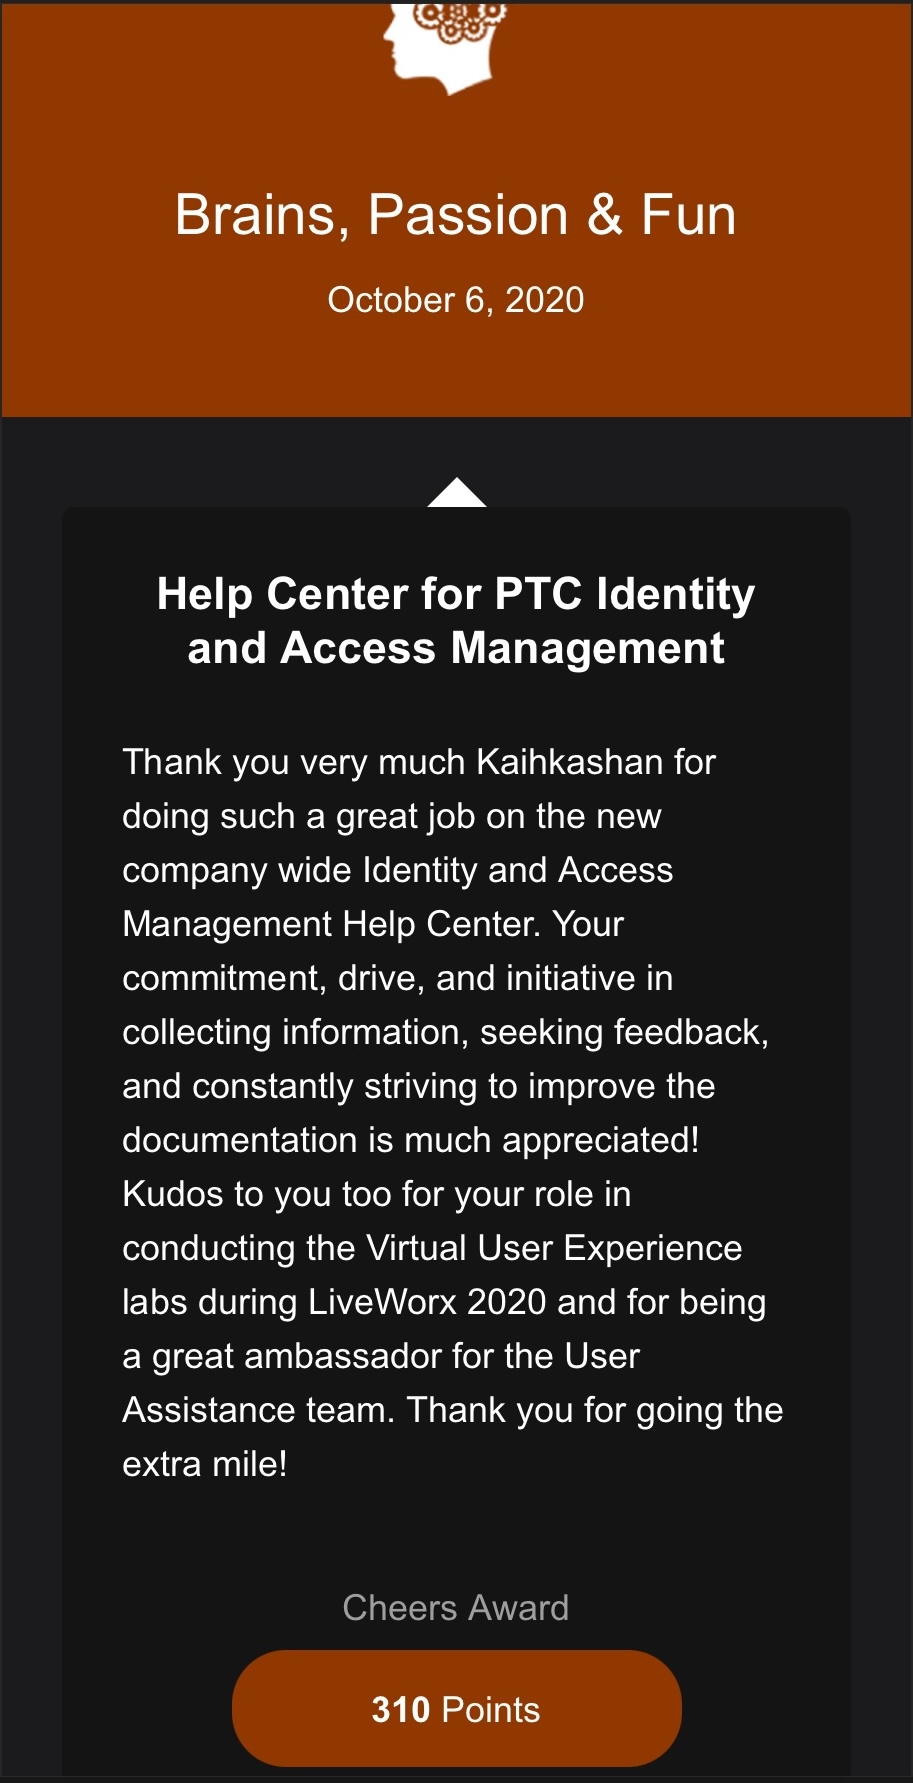 Brains, Passion & Fun
October 6, 2020
Help Center for PTC Identity
and Access Management
Thank you very much Kaihkashan for
doing such a great job on the new
company wide Identity and Access
Management Help Center. Your
commitment, drive, and initiative in
collecting information, seeking feedback,
and constantly striving to improve the
documentation is much appreciated!
Kudos to you too for your role in
conducting the Virtual User Experience
labs during LiveWorx 2020 and for being
a great ambassador for the User
Assistance team. Thank you for going the
extra mile!
Cheers Award
310 Points